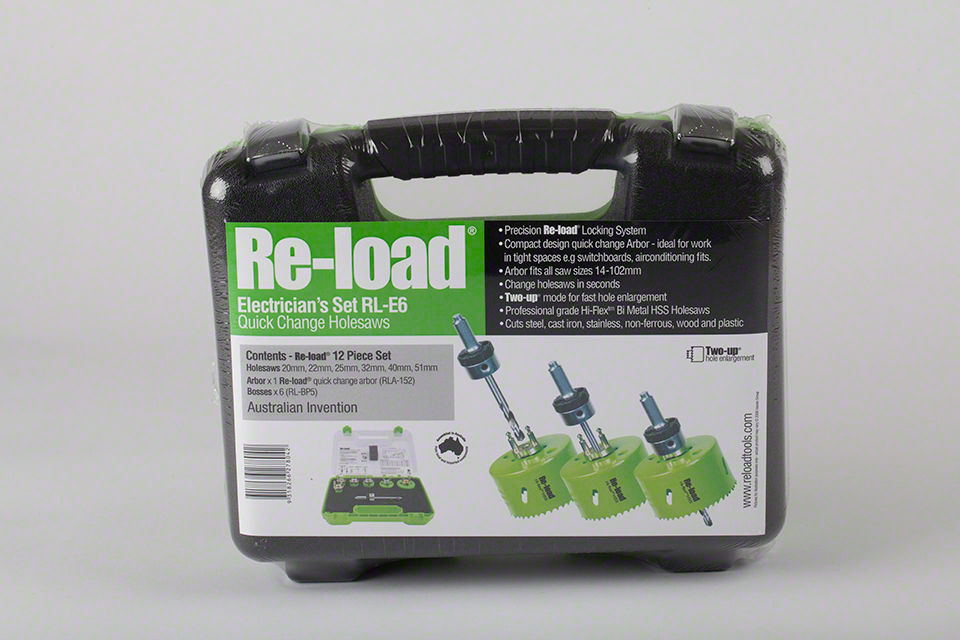 Re-load®
Electrician's Set RL-E6
Quick Change Holesaws
• Precision Re-load® Locking System
• Compact design quick change Arbor - ideal for work
in tight spaces e.g switchboards, airconditioning fits.
• Arbor fits all saw sizes 14-102mm
• Change holesaws in seconds
• Two-up® mode for fast hole enlargement
• Professional grade Hi-Flex™ Bi Metal HSS Holesaws
• Cuts steel, cast iron, stainless, non-ferrous, wood and plastic
Contents - Re-load® 12 Piece Set
Holesaws 20mm, 22mm, 25mm, 32mm, 40mm, 51mm
Arbor x 1 Re-load® quick change arbor (RLA-152)
Bosses x 6 (RL-BP5)
Australian Invention
Two-up®
hole enlargement
Re-load
Re-load
Re-load
www.reloadtools.com